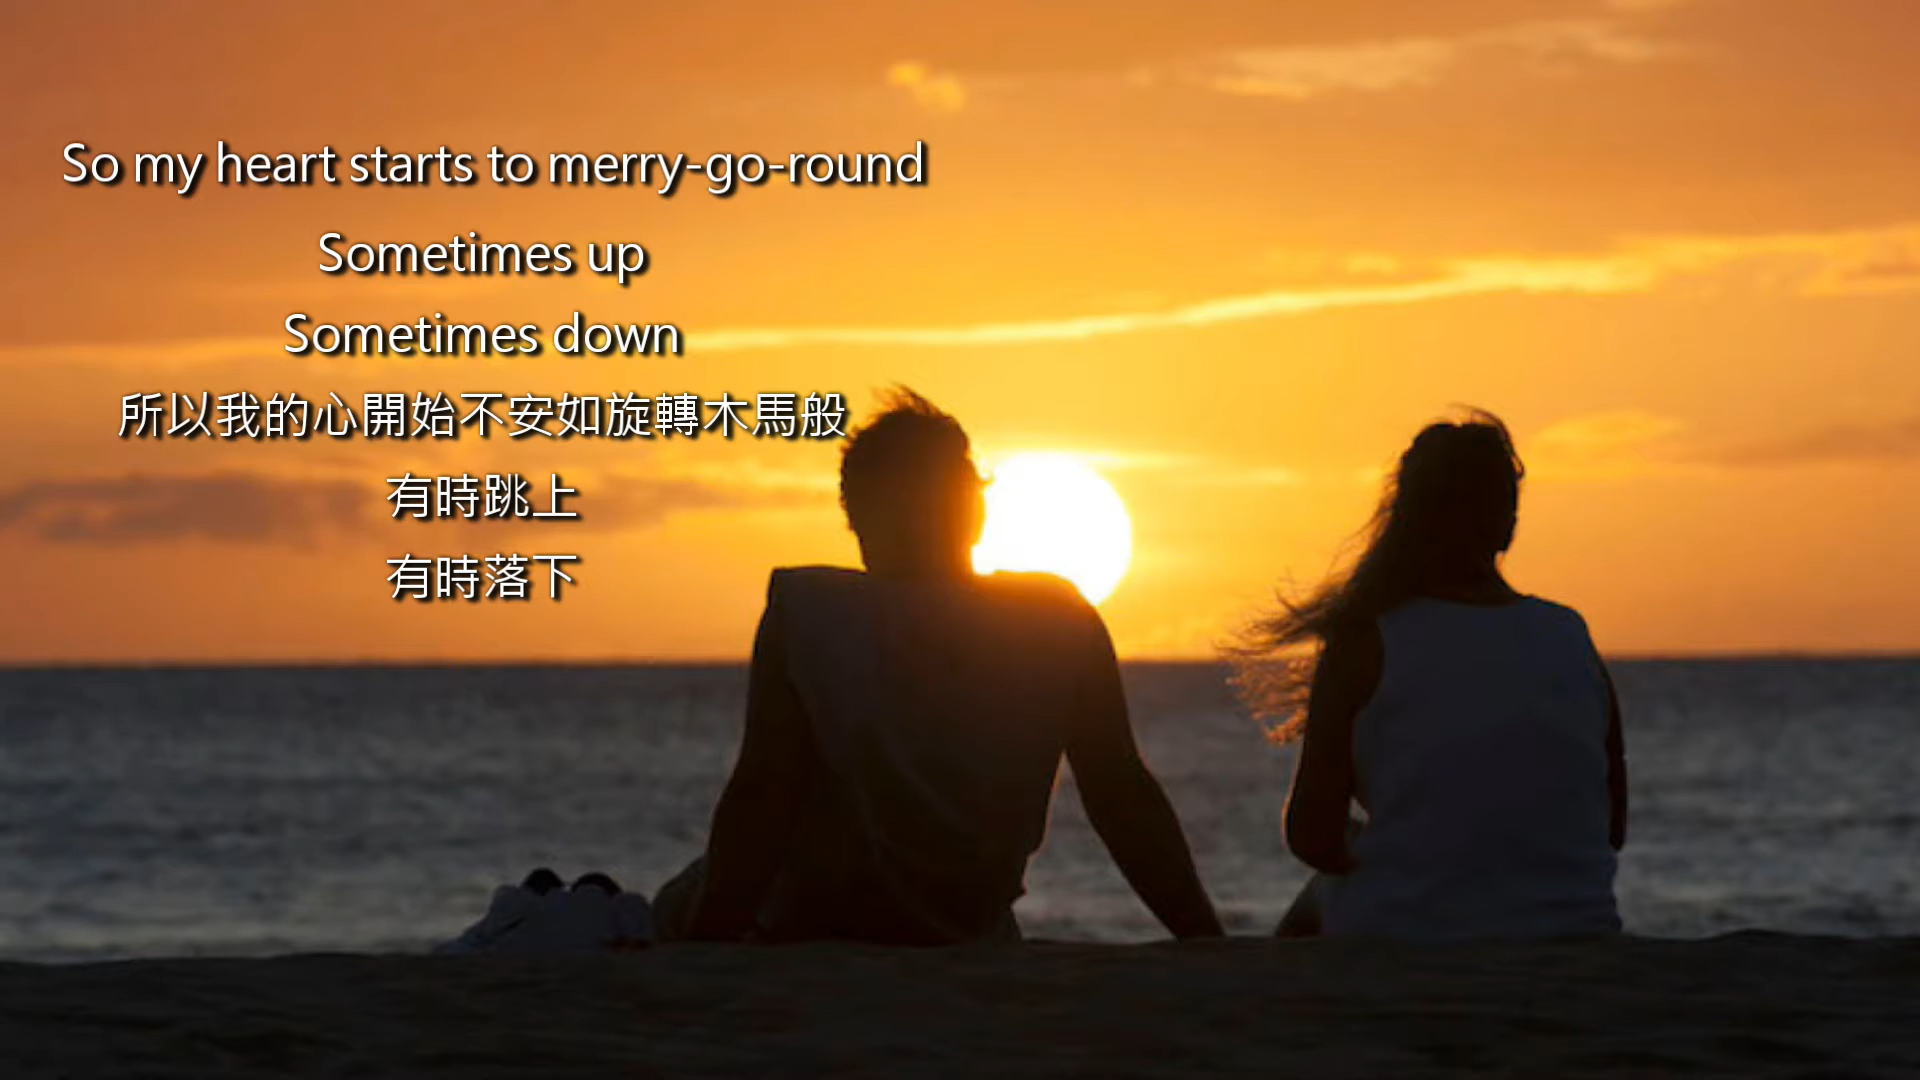 So my heart starts to merry-go-round
Sometimes up
Sometimes down
所以我的心開始不安如旋轉木馬般
有時跳上
有時落下